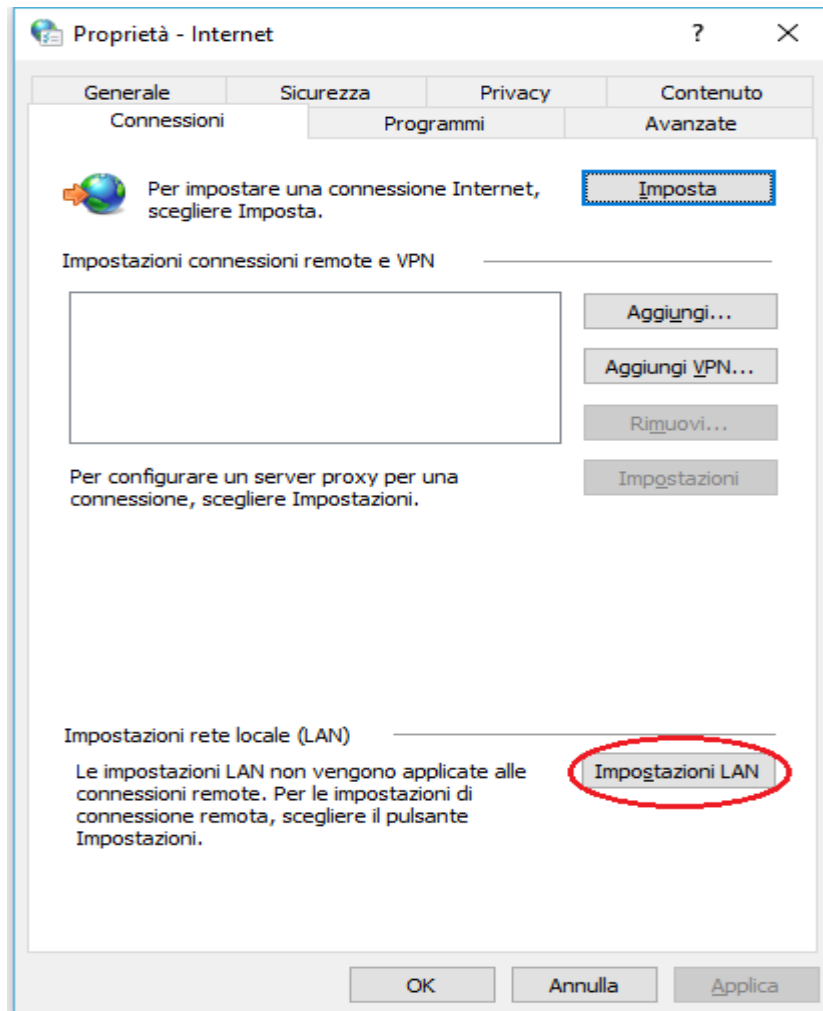 Proprietà - Internet
?
Generale
Sicurezza
Privacy
Contenuto
Connessioni
Programmi
Avanzate
Per impostare una connessione Internet,
scegliere Imposta.
Imposta
Impostazioni connessioni remote e VPN
Aggiungi...
Aggiungi VPN...
Rimuovi...
Per configurare un server proxy per una
connessione, scegliere Impostazioni.
Impostazioni
Impostazioni rete locale (LAN)
Le impostazioni LAN non vengono applicate alle
connessioni remote. Per le impostazioni di
connessione remota, scegliere il pulsante
Impostazioni.
Impostazioni LAN
OK
Annulla
Applica